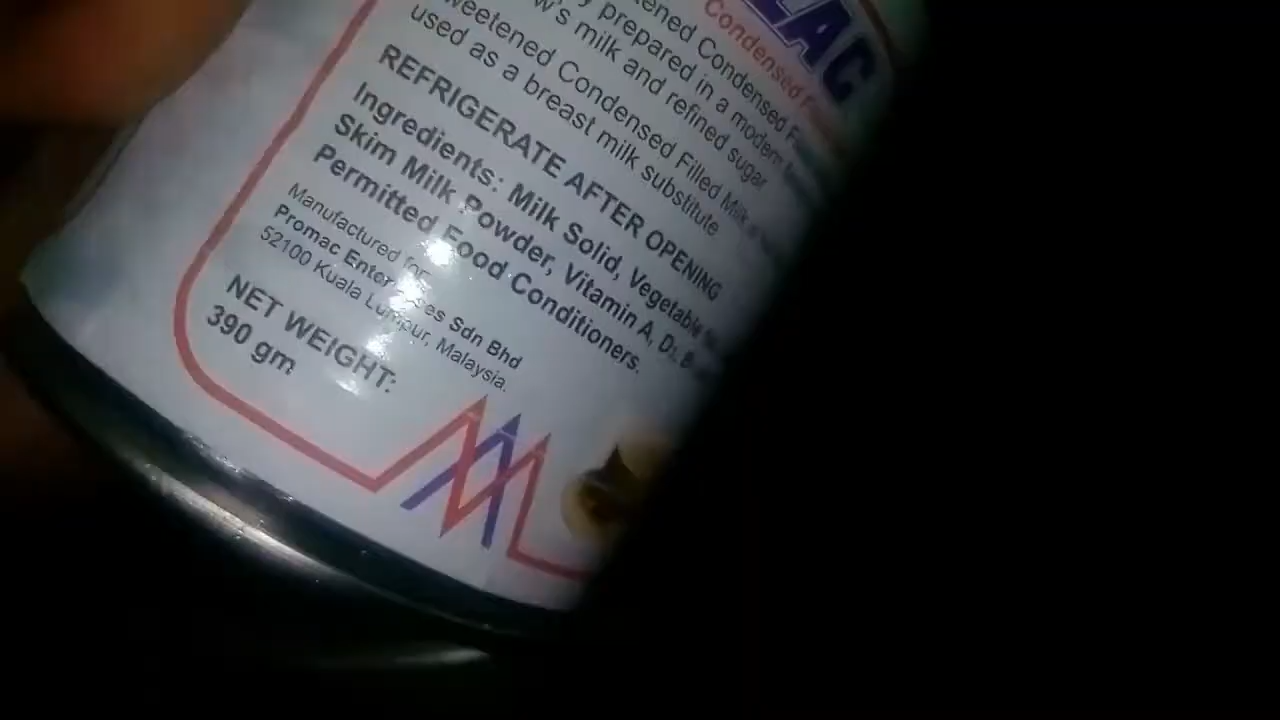 LAC
Condensed
ened Condensed
y prepared in a modern
w's milk and refined sugar
weetened Condensed Filled Milk
used as a breast milk substitute
REFRIGERATE AFTER OPENING
Ingredients: Milk Solid, Vegetable
Skim Milk Powder, Vitamin A, D₃, B
Permitted Food Conditioners.
Manufactured for
Promac Enterprises Sdn Bhd
52100 Kuala Lumpur, Malaysia.
NET WEIGHT:
390 gm